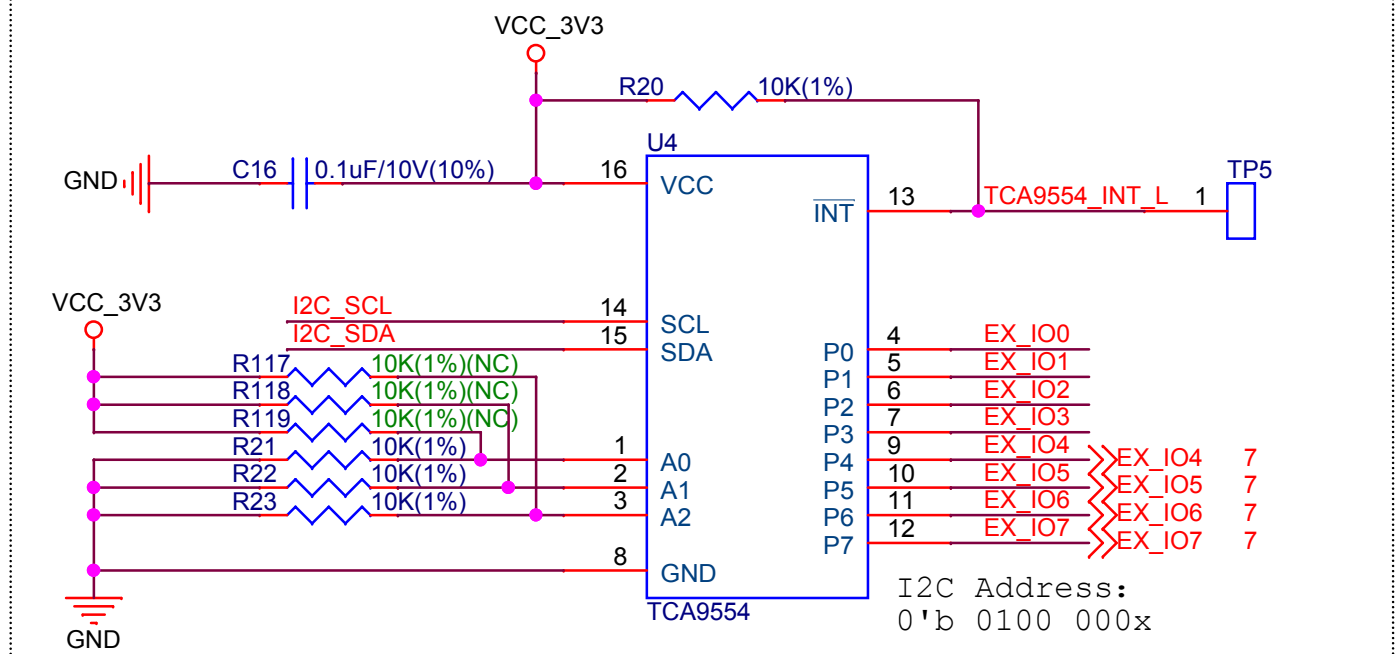 VCC_3V3
R20 10K(1%)
U4
GND C16 0.1uF/10V(10%) 16 VCC
TP5
INT 13 TCA9554_INT_L 1
VCC_3V3
I2C_SCL 14 SCL
I2C_SDA 15 SDA
R117 10K(1%)(NC)
R118 10K(1%)(NC)
R119 10K(1%)(NC)
R21 10K(1%) 1 A0
R22 10K(1%) 2 A1
R23 10K(1%) 3 A2
8 GND
P0 4 EX_IO0
P1 5 EX_IO1
P2 6 EX_IO2
P3 7 EX_IO3
P4 9 EX_IO4 EX_IO4 7
P5 10 EX_IO5 EX_IO5 7
P6 11 EX_IO6 EX_IO6 7
P7 12 EX_IO7 EX_IO7 7
GND
TCA9554
I2C Address:
0'b 0100 000x